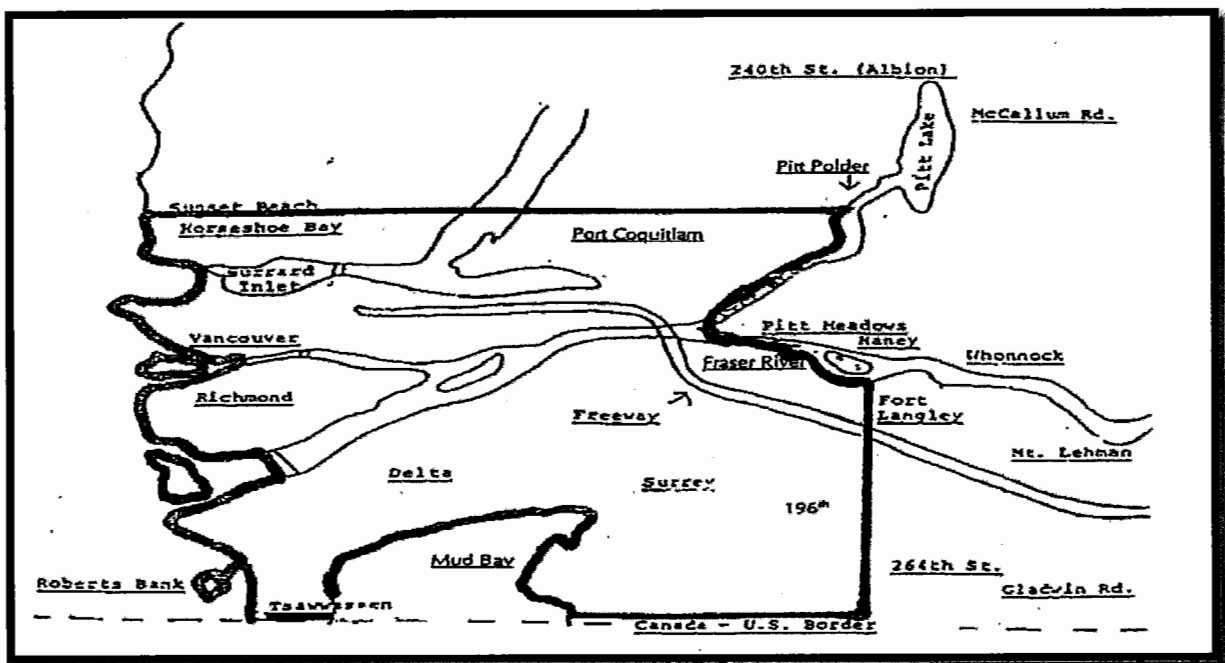 240th St. (Albion)
McCallum Rd.
Pitt Lake
Pitt Polder
Sunset Beach
Horseshoe Bay
Port Coquitlam
Burrard
Inlet
Vancouver
Pitt Meadows
Haney
Whonnock
Fraser River
Richmond
Freeway
Fort
Langley
Mt. Lehman
Delta
Surrey
196th
Mud Bay
264th St.
Roberts Bank
Gladwin Rd.
Tsawwassen
Canada - U.S. Border